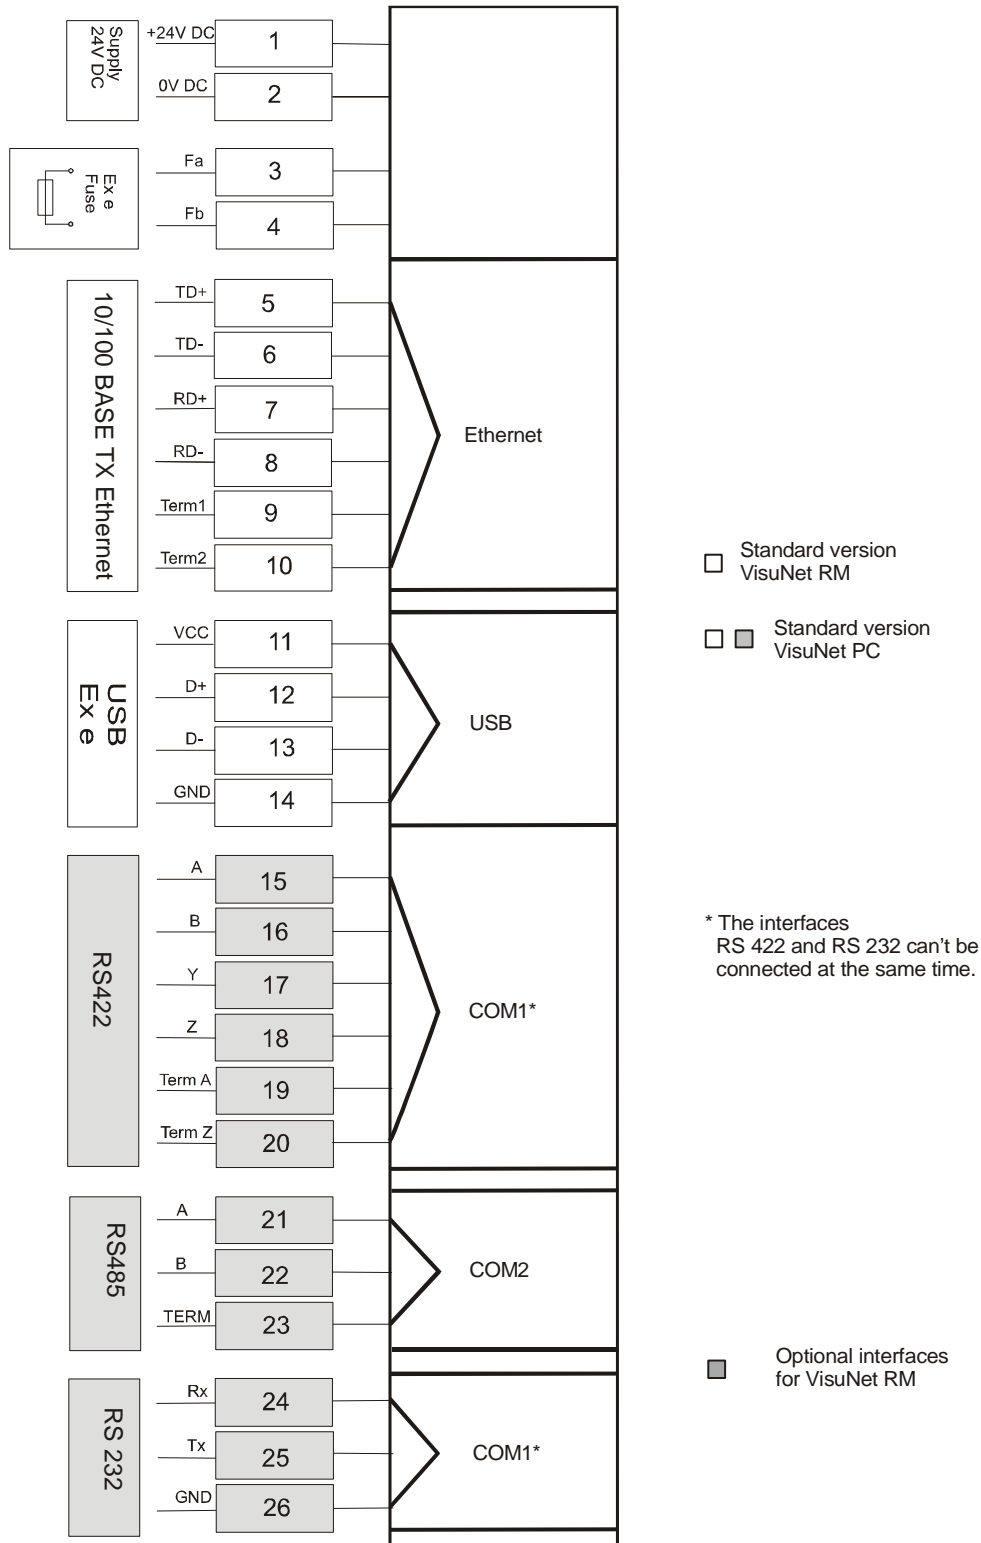 Supply
24V DC
+24V DC
1
0V DC
2
Ex e
Fuse
Fa
3
Fb
4
10/100 BASE TX Ethernet
TD+
5
TD-
6
RD+
7
RD-
8
Term1
9
Term2
10
Ethernet
Standard version
VisuNet RM
Standard version
VisuNet PC
USB
Ex e
VCC
11
D+
12
D-
13
GND
14
USB
RS422
A
15
B
16
Y
17
Z
18
Term A
19
Term Z
20
COM1*
* The interfaces
RS 422 and RS 232 can't be
connected at the same time.
RS485
A
21
B
22
TERM
23
COM2
Optional interfaces
for VisuNet RM
RS 232
Rx
24
Tx
25
GND
26
COM1*